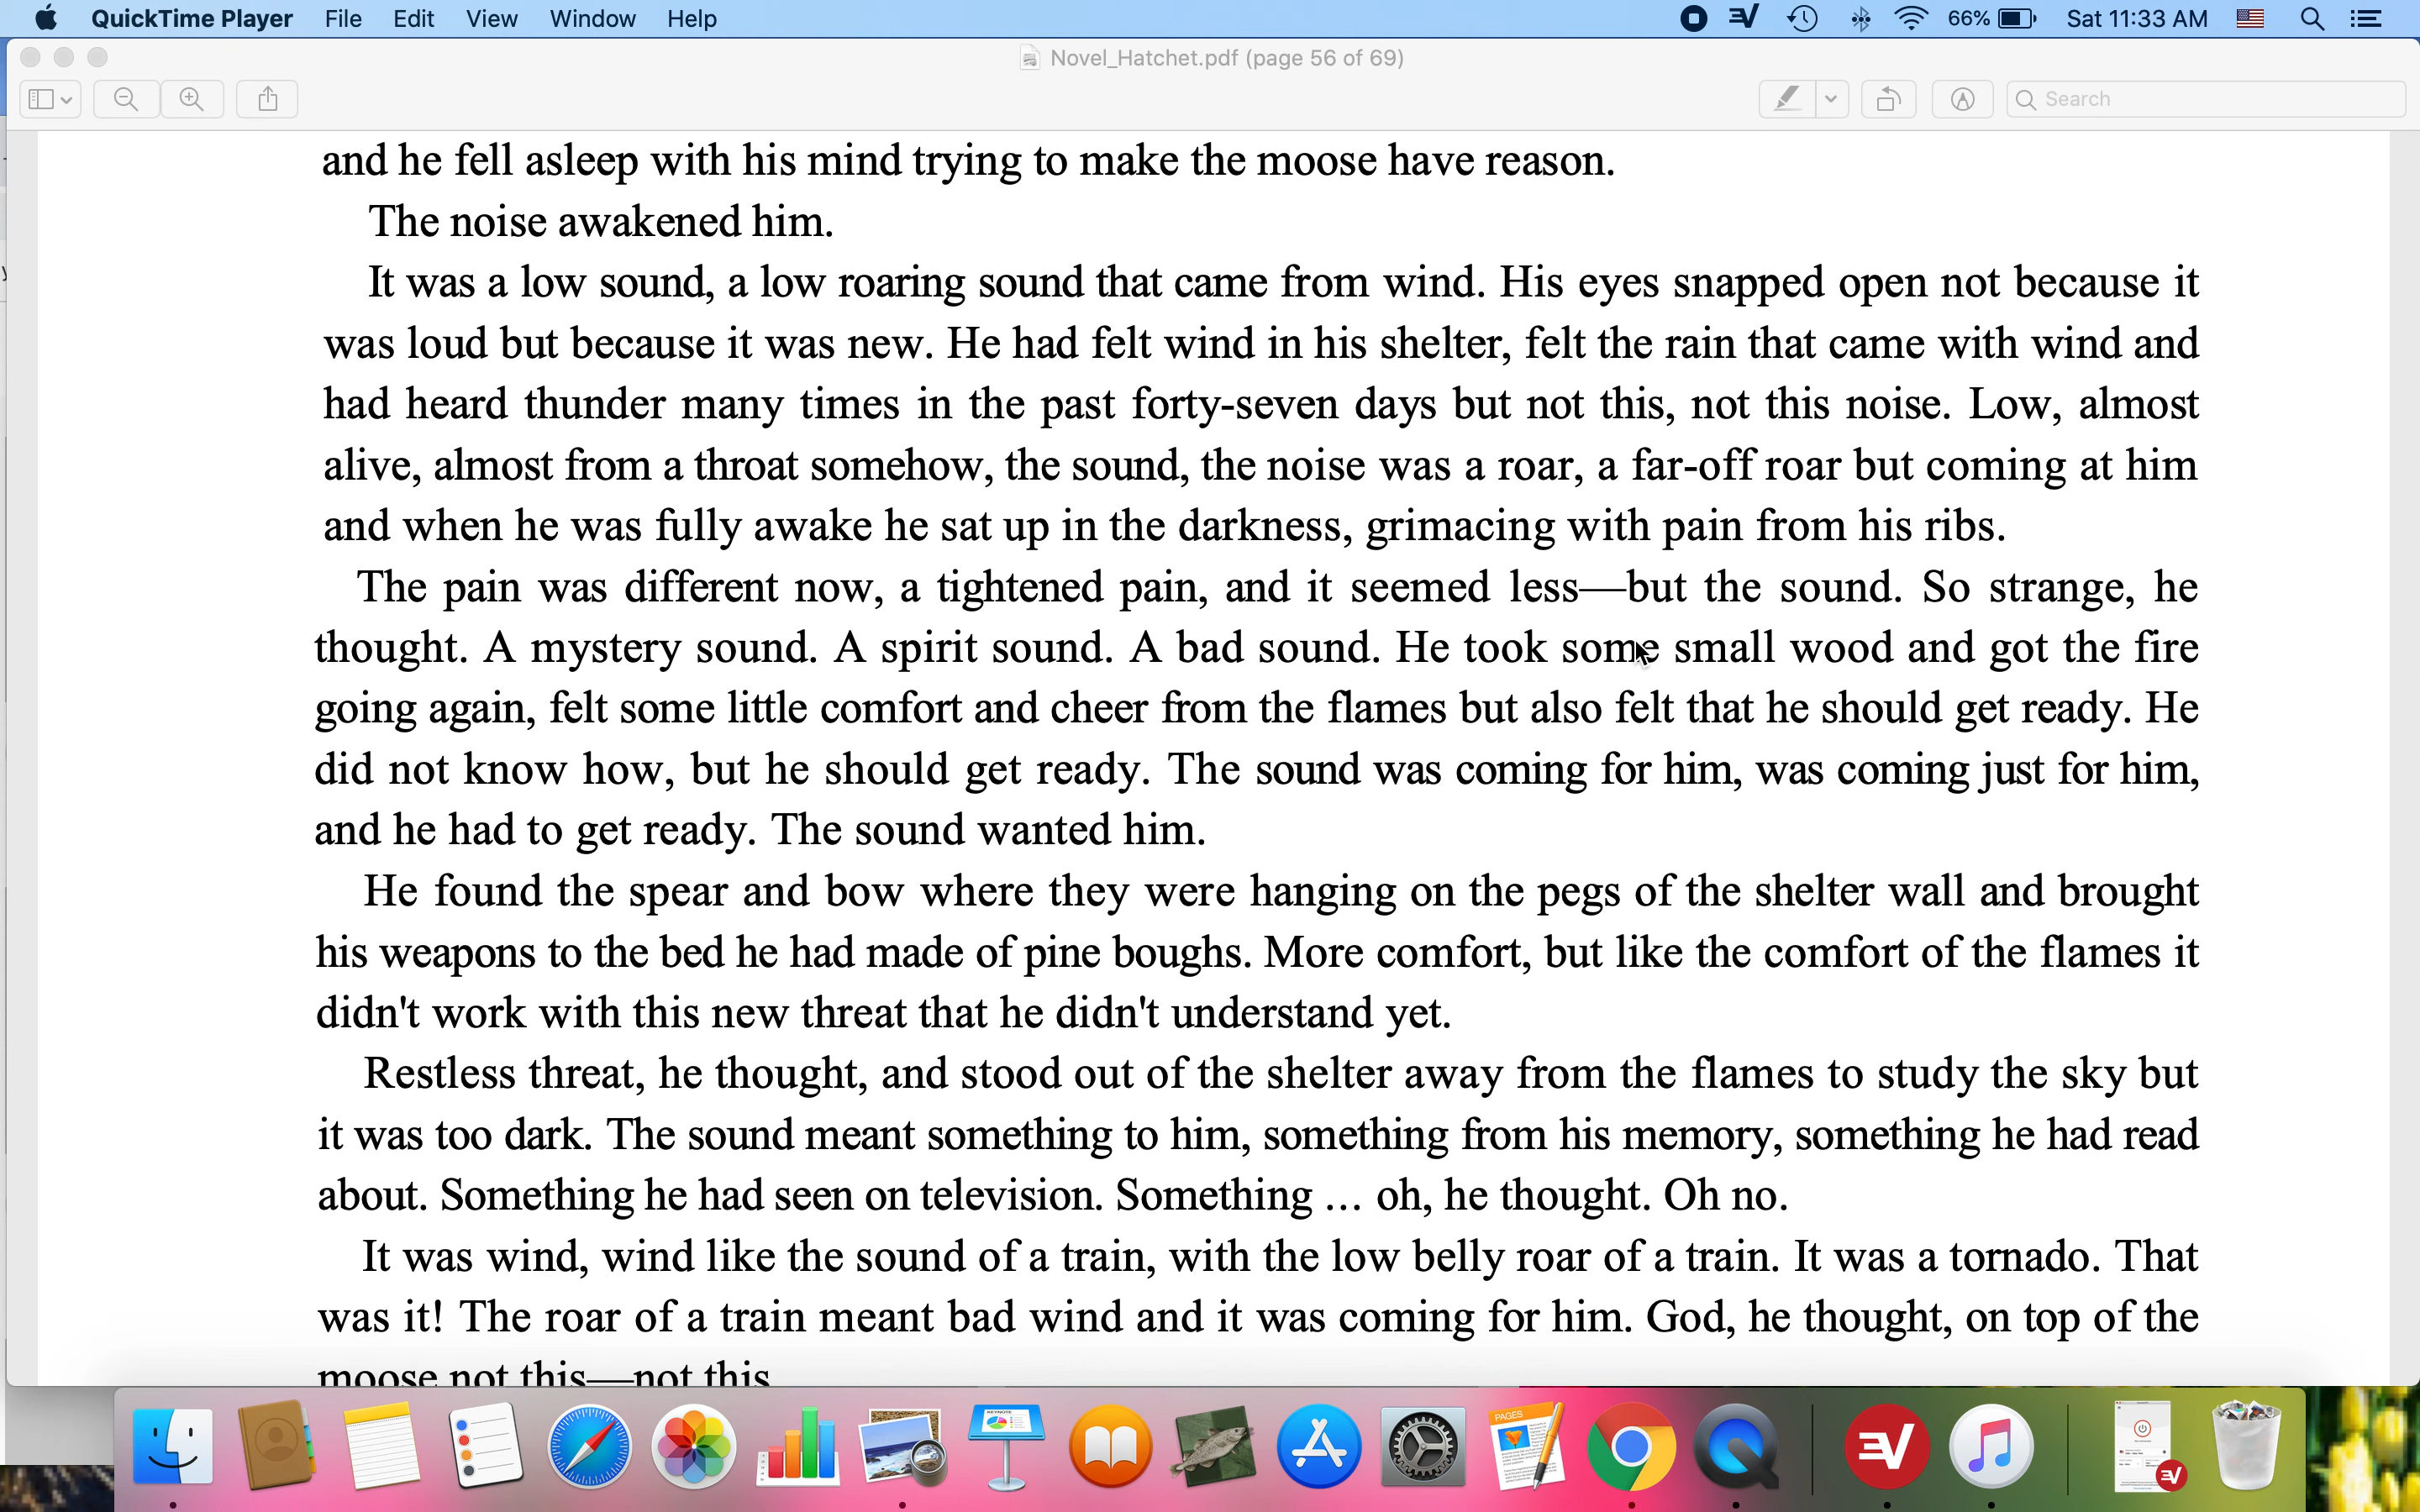 QuickTime Player File Edit View Window Help 66% Sat 11:33 AM
Novel_Hatchet.pdf (page 56 of 69)
Search
and he fell asleep with his mind trying to make the moose have reason.
The noise awakened him.
It was a low sound, a low roaring sound that came from wind. His eyes snapped open not because it
was loud but because it was new. He had felt wind in his shelter, felt the rain that came with wind and
had heard thunder many times in the past forty-seven days but not this, not this noise. Low, almost
alive, almost from a throat somehow, the sound, the noise was a roar, a far-off roar but coming at him
and when he was fully awake he sat up in the darkness, grimacing with pain from his ribs.
The pain was different now, a tightened pain, and it seemed less—but the sound. So strange, he
thought. A mystery sound. A spirit sound. A bad sound. He took some small wood and got the fire
going again, felt some little comfort and cheer from the flames but also felt that he should get ready. He
did not know how, but he should get ready. The sound was coming for him, was coming just for him,
and he had to get ready. The sound wanted him.
He found the spear and bow where they were hanging on the pegs of the shelter wall and brought
his weapons to the bed he had made of pine boughs. More comfort, but like the comfort of the flames it
didn't work with this new threat that he didn't understand yet.
Restless threat, he thought, and stood out of the shelter away from the flames to study the sky but
it was too dark. The sound meant something to him, something from his memory, something he had read
about. Something he had seen on television. Something ... oh, he thought. Oh no.
It was wind, wind like the sound of a train, with the low belly roar of a train. It was a tornado. That
was it! The roar of a train meant bad wind and it was coming for him. God, he thought, on top of the
moose not this—not this
KEYNOTE
PAGES